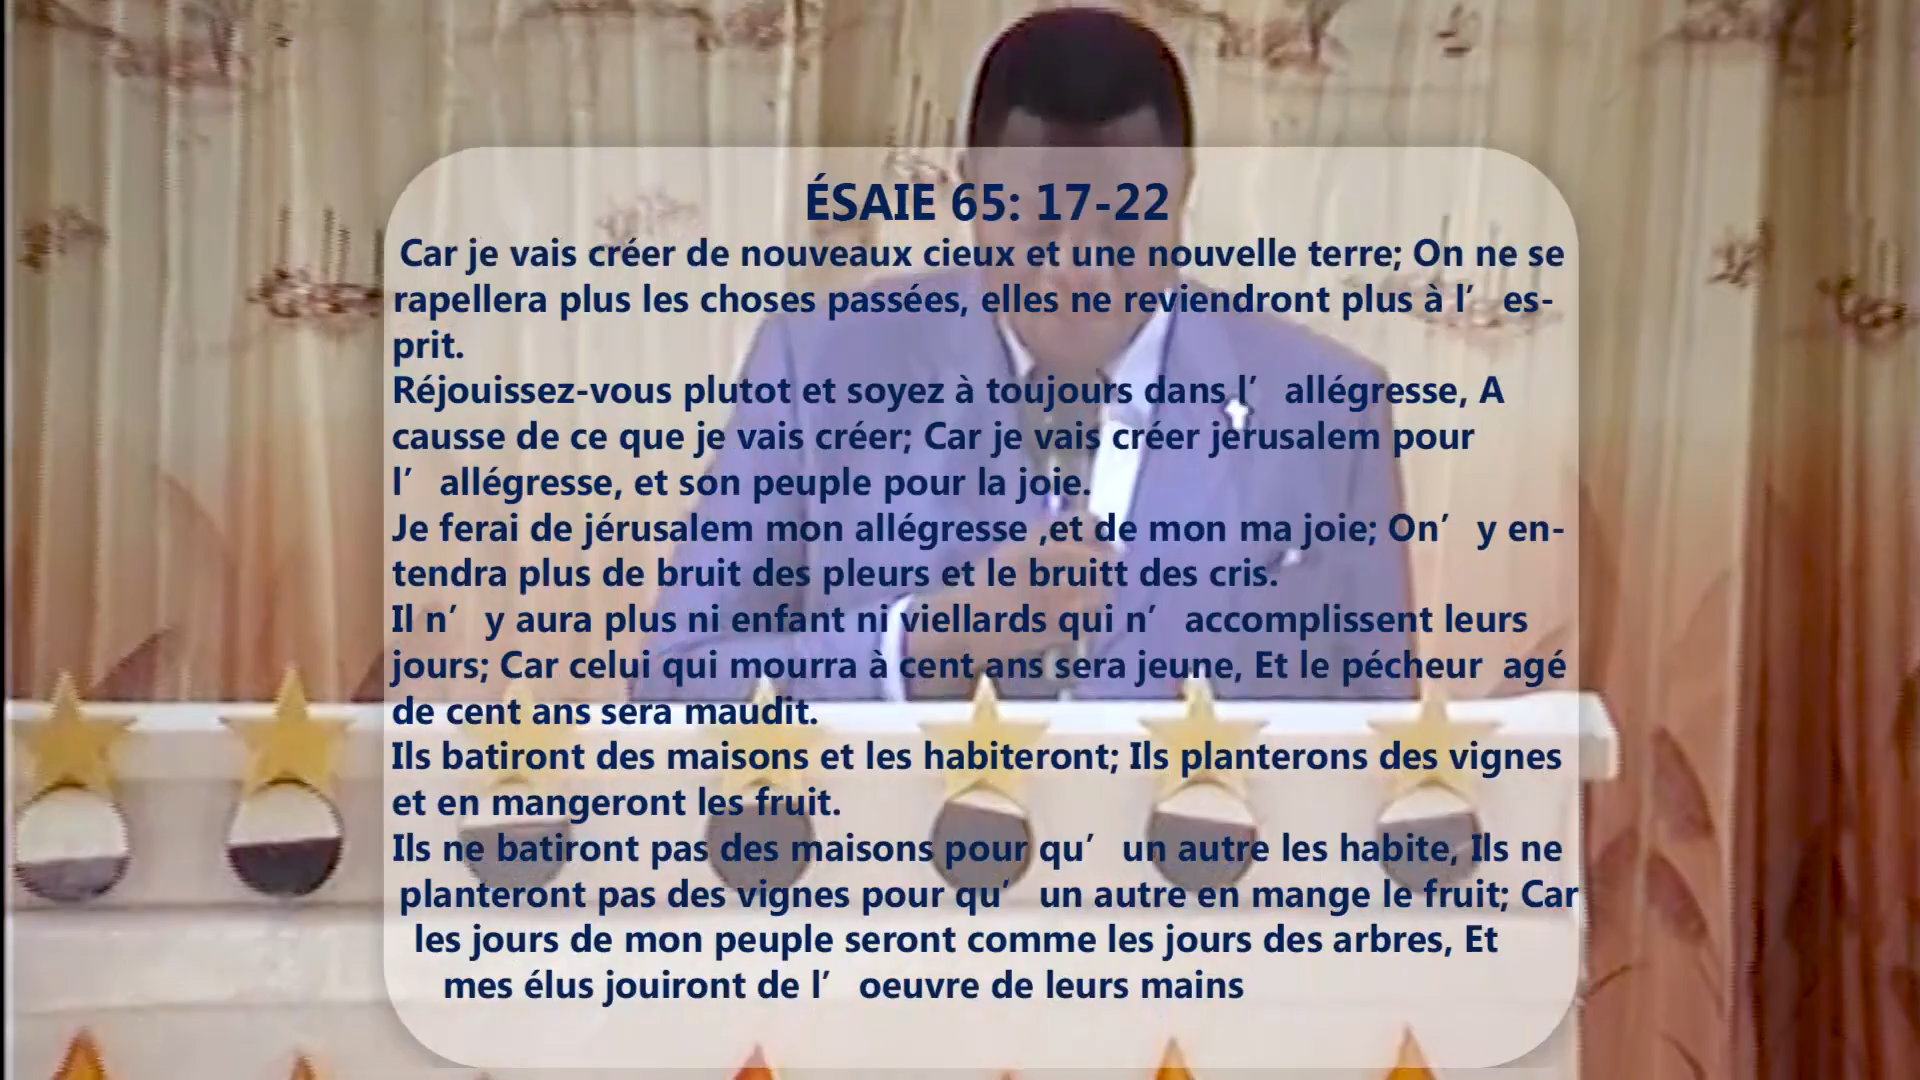 ÉSAIE 65: 17-22
Car je vais créer de nouveaux cieux et une nouvelle terre; On ne se
rapellera plus les choses passées, elles ne reviendront plus à l’ es-
prit.
Réjouissez-vous plutot et soyez à toujours dans l’ allégresse, A
causse de ce que je vais créer; Car je vais créer jérusalem pour
l’ allégresse, et son peuple pour la joie.
Je ferai de jérusalem mon allégresse ,et de mon ma joie; On’ y en-
tendra plus de bruit des pleurs et le bruitt des cris.
Il n’ y aura plus ni enfant ni viellards qui n’ accomplissent leurs
jours; Car celui qui mourra à cent ans sera jeune, Et le pécheur agé
de cent ans sera maudit.
Ils batiront des maisons et les habiteront; Ils planterons des vignes
et en mangeront les fruit.
Ils ne batiront pas des maisons pour qu’ un autre les habite, Ils ne
planteront pas des vignes pour qu’ un autre en mange le fruit; Car
les jours de mon peuple seront comme les jours des arbres, Et
mes élus jouiront de l’ oeuvre de leurs mains